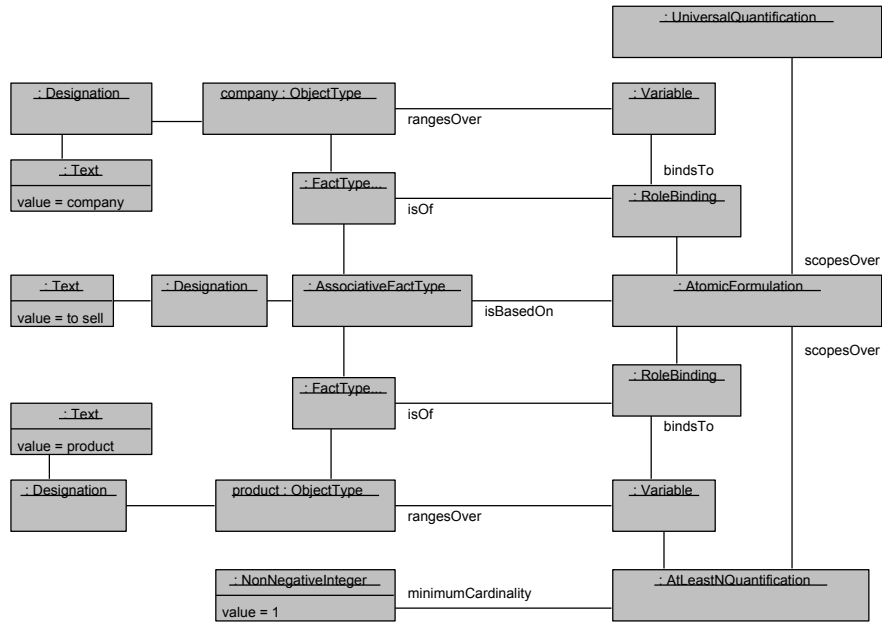 : UniversalQuantification
: Designation
company : ObjectType
: Variable
rangesOver
: Text
value = company
bindsTo
: FactType...
: RoleBinding
isOf
scopesOver
: Text
value = to sell
: Designation
: AssociativeFactType
isBasedOn
: AtomicFormulation
scopesOver
: FactType...
: RoleBinding
isOf
: Text
value = product
bindsTo
: Designation
product : ObjectType
: Variable
rangesOver
: NonNegativeInteger
value = 1
minimumCardinality
: AtLeastNQuantification